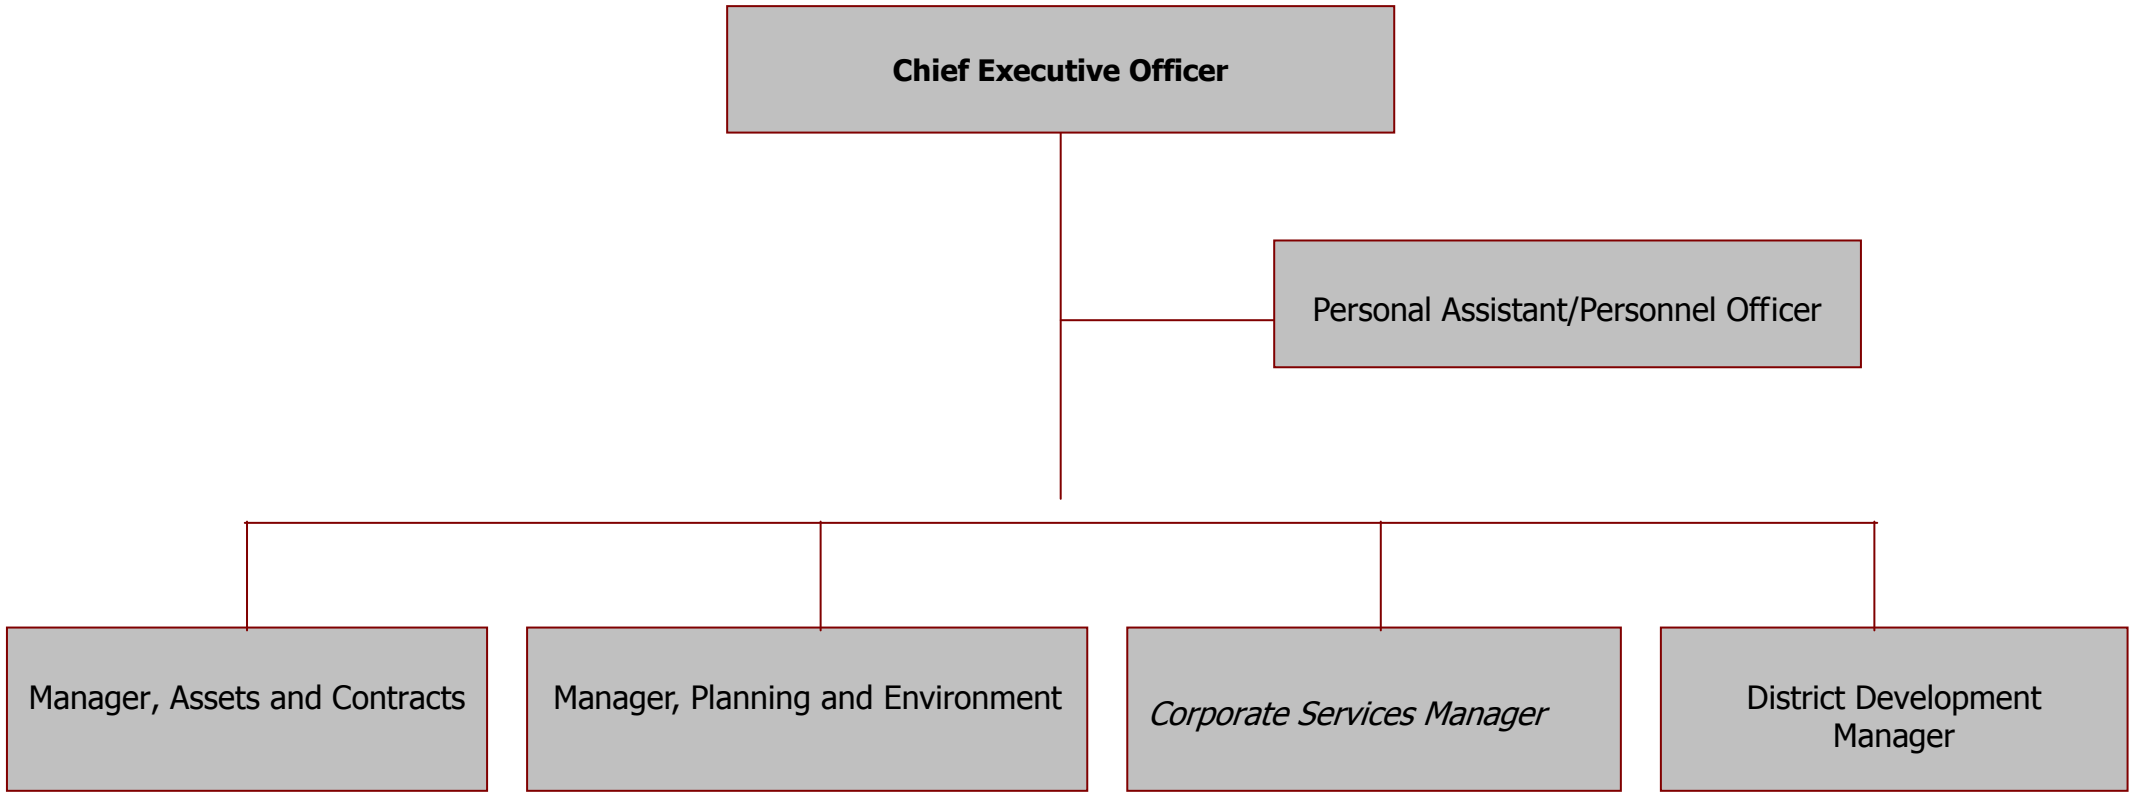 Chief Executive Officer
Personal Assistant/Personnel Officer
Manager, Assets and Contracts
Manager, Planning and Environment
Corporate Services Manager
District Development
Manager